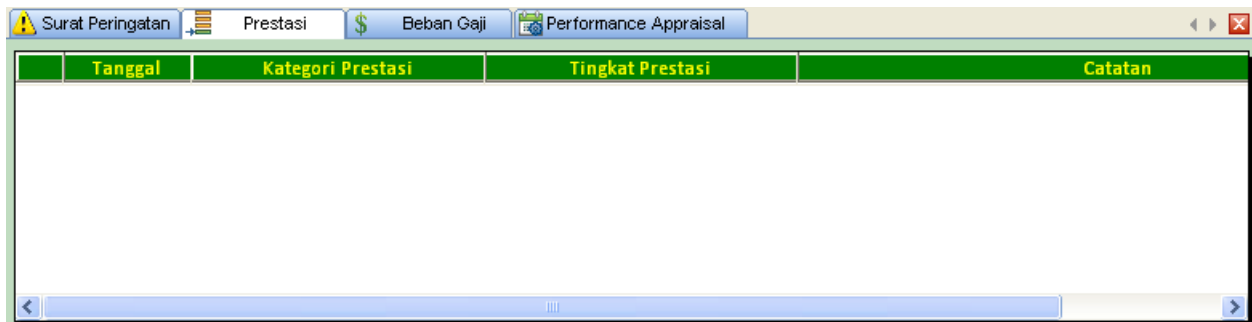 Surat Peringatan Prestasi Beban Gaji Performance Appraisal
Tanggal Kategori Prestasi Tingkat Prestasi Catatan